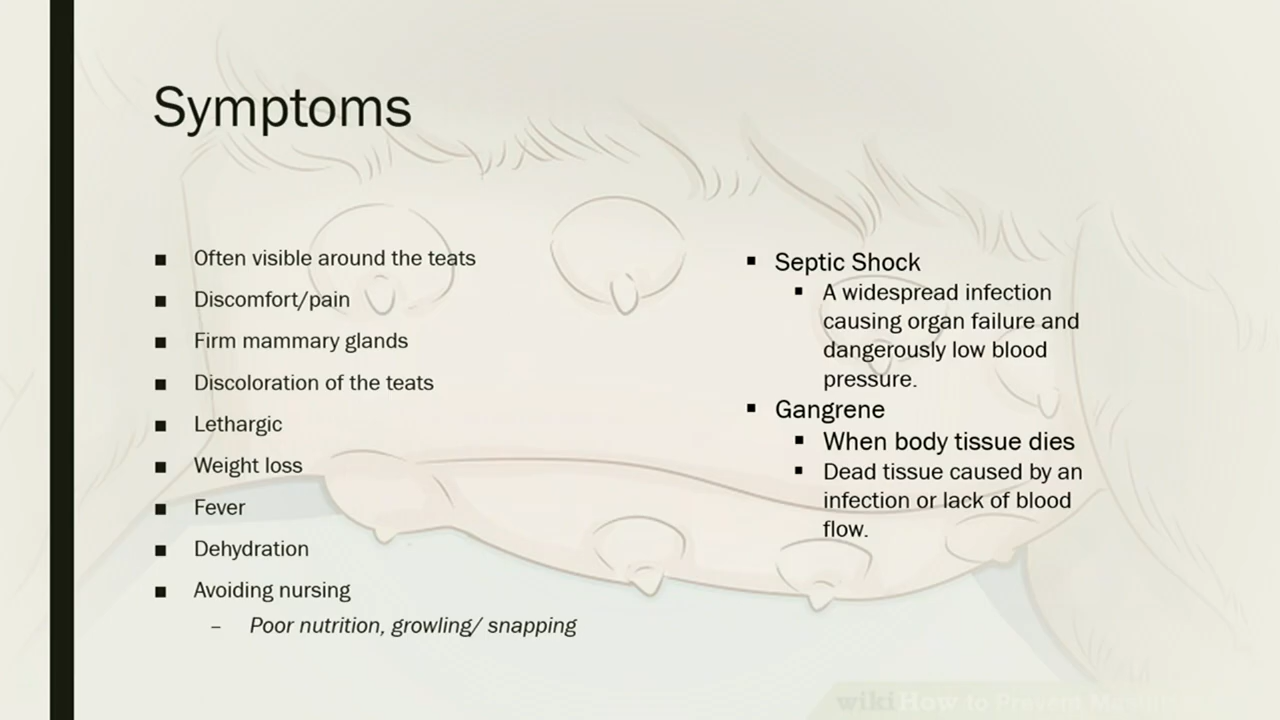 Symptoms
Often visible around the teats
Discomfort/pain
Firm mammary glands
Discoloration of the teats
Lethargic
Weight loss
Fever
Dehydration
Avoiding nursing
– Poor nutrition, growling/ snapping
Septic Shock
A widespread infection
causing organ failure and
dangerously low blood
pressure.
Gangrene
When body tissue dies
Dead tissue caused by an
infection or lack of blood
flow.
wikiHow to Prevent